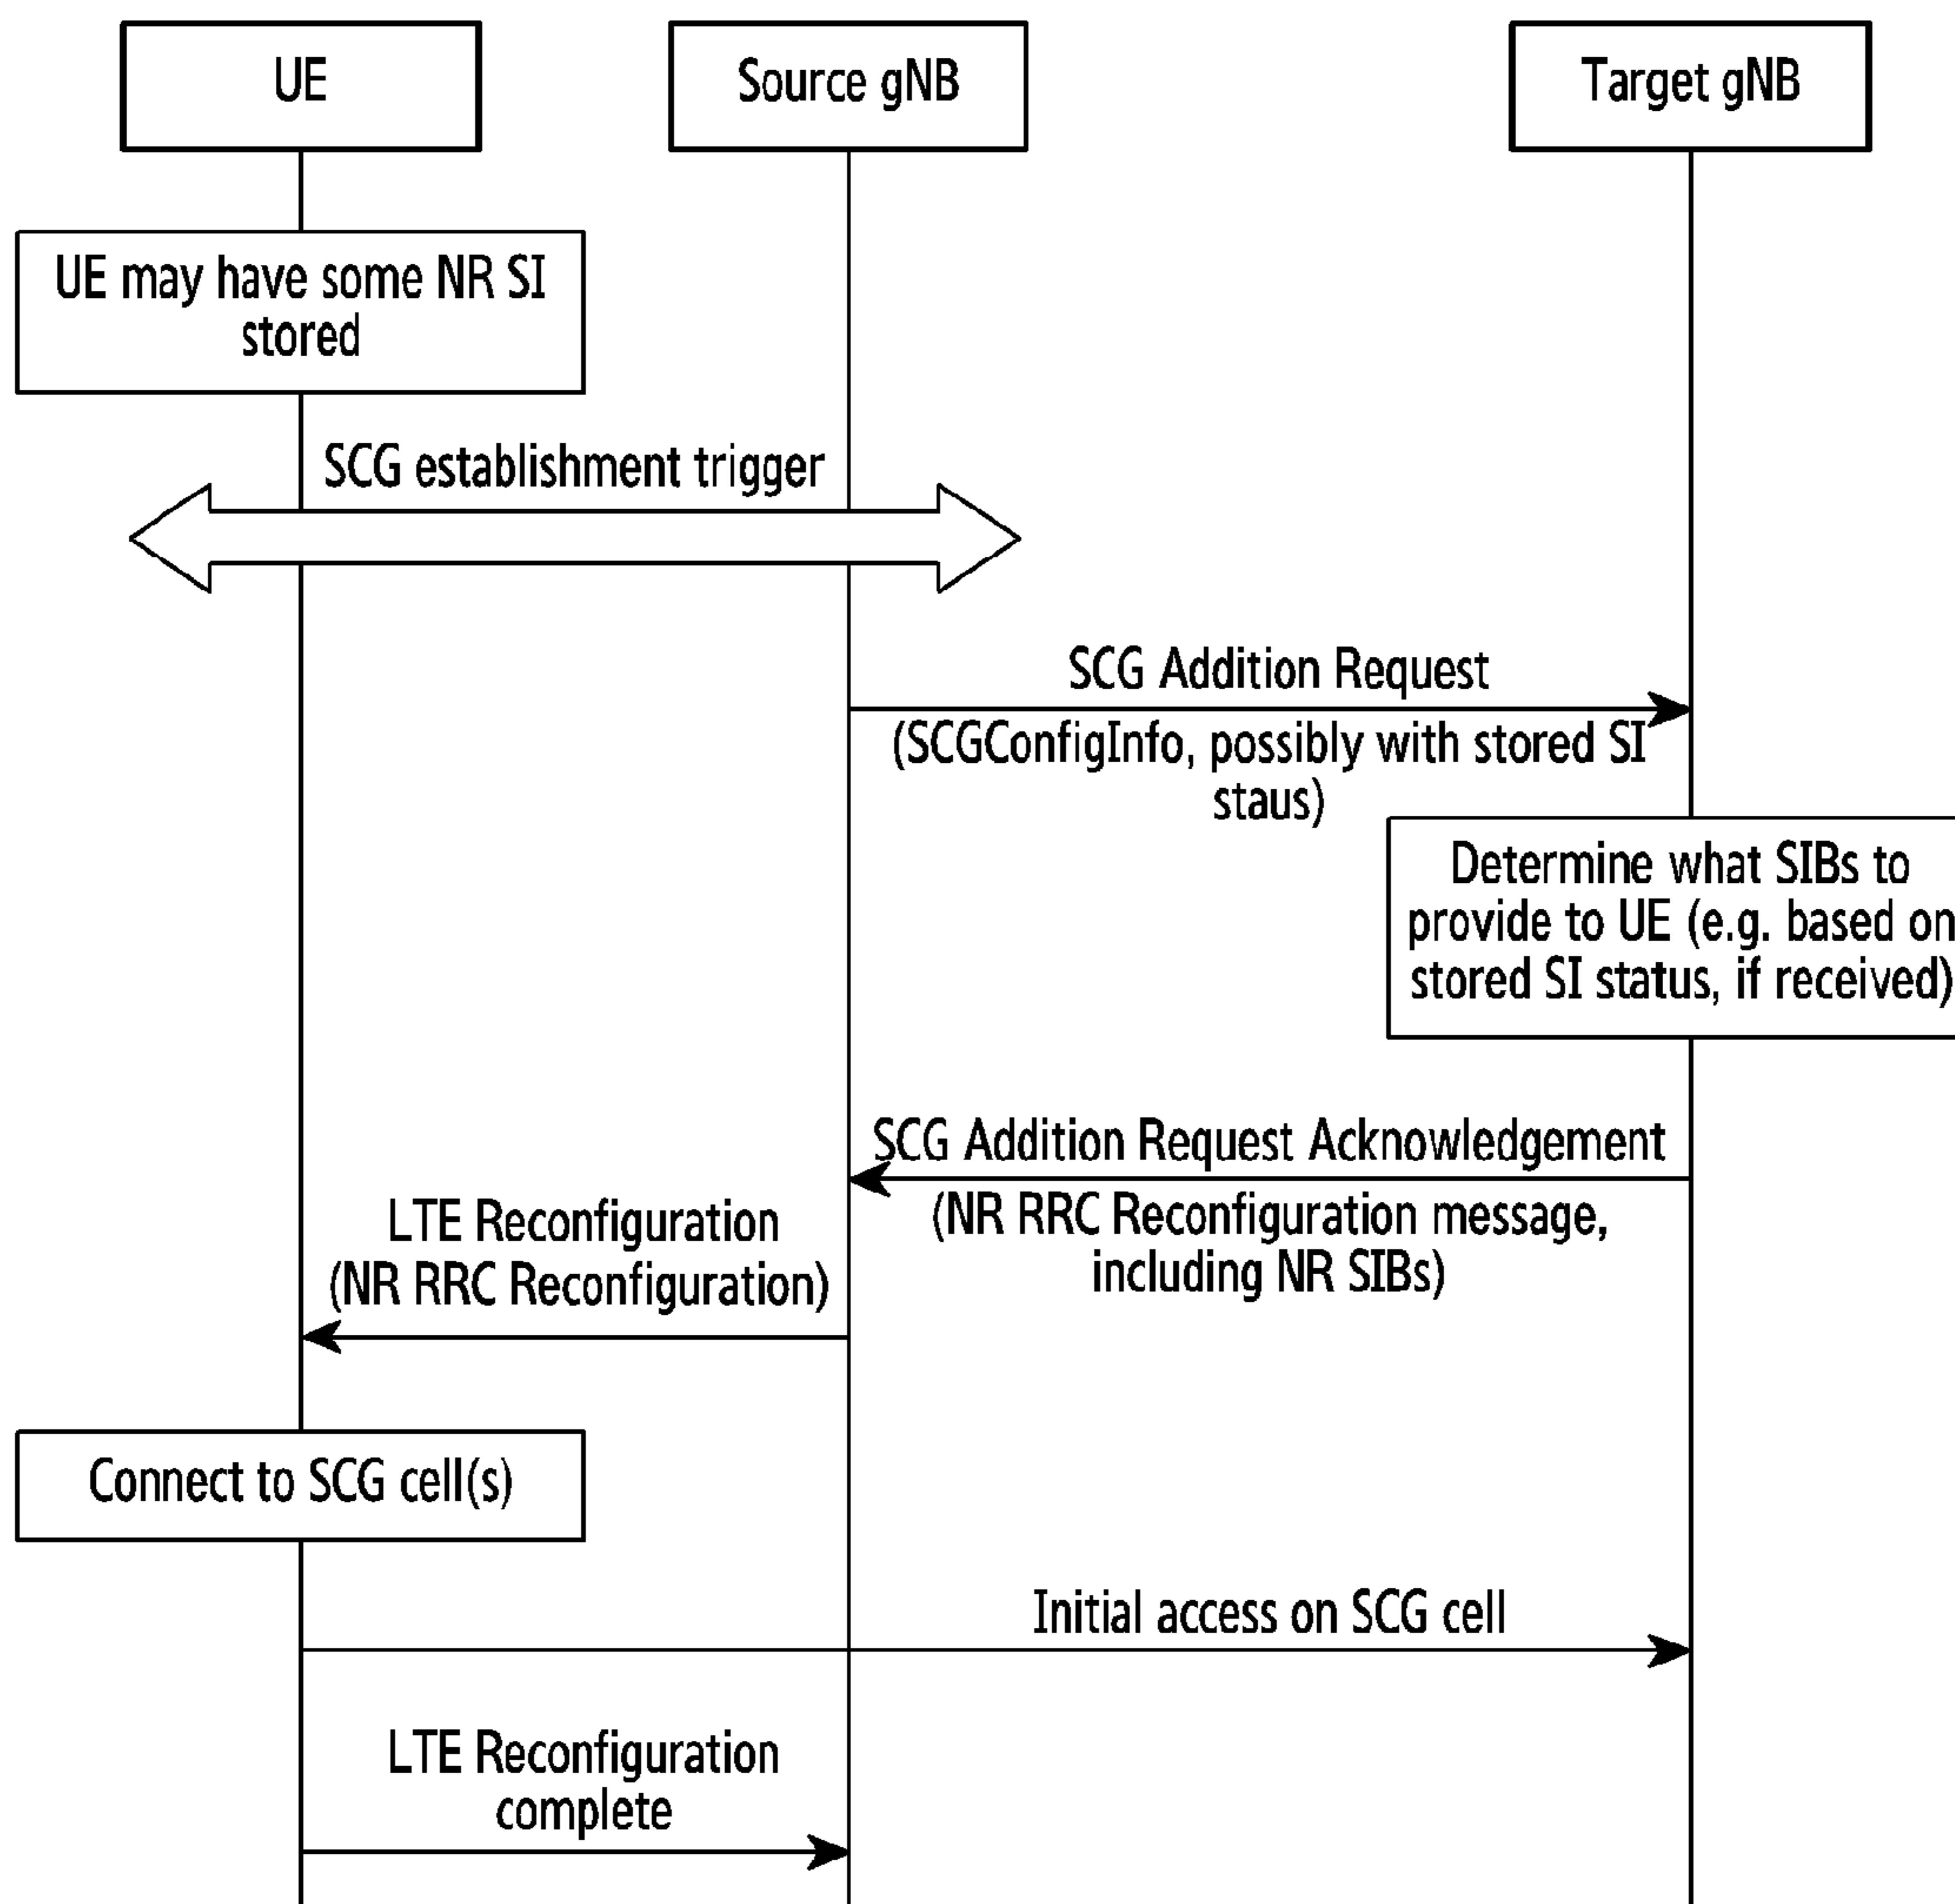 UE
Source gNB
Target gNB
UE may have some NR SI
stored
SCG establishment trigger
SCG Addition Request
(SCGConfigInfo, possibly with stored SI
staus)
Determine what SIBs to
provide to UE (e.g. based on
stored SI status, if received)
SCG Addition Request Acknowledgement
(NR RRC Reconfiguration message,
including NR SIBs)
LTE Reconfiguration
(NR RRC Reconfiguration)
Connect to SCG cell(s)
Initial access on SCG cell
LTE Reconfiguration
complete